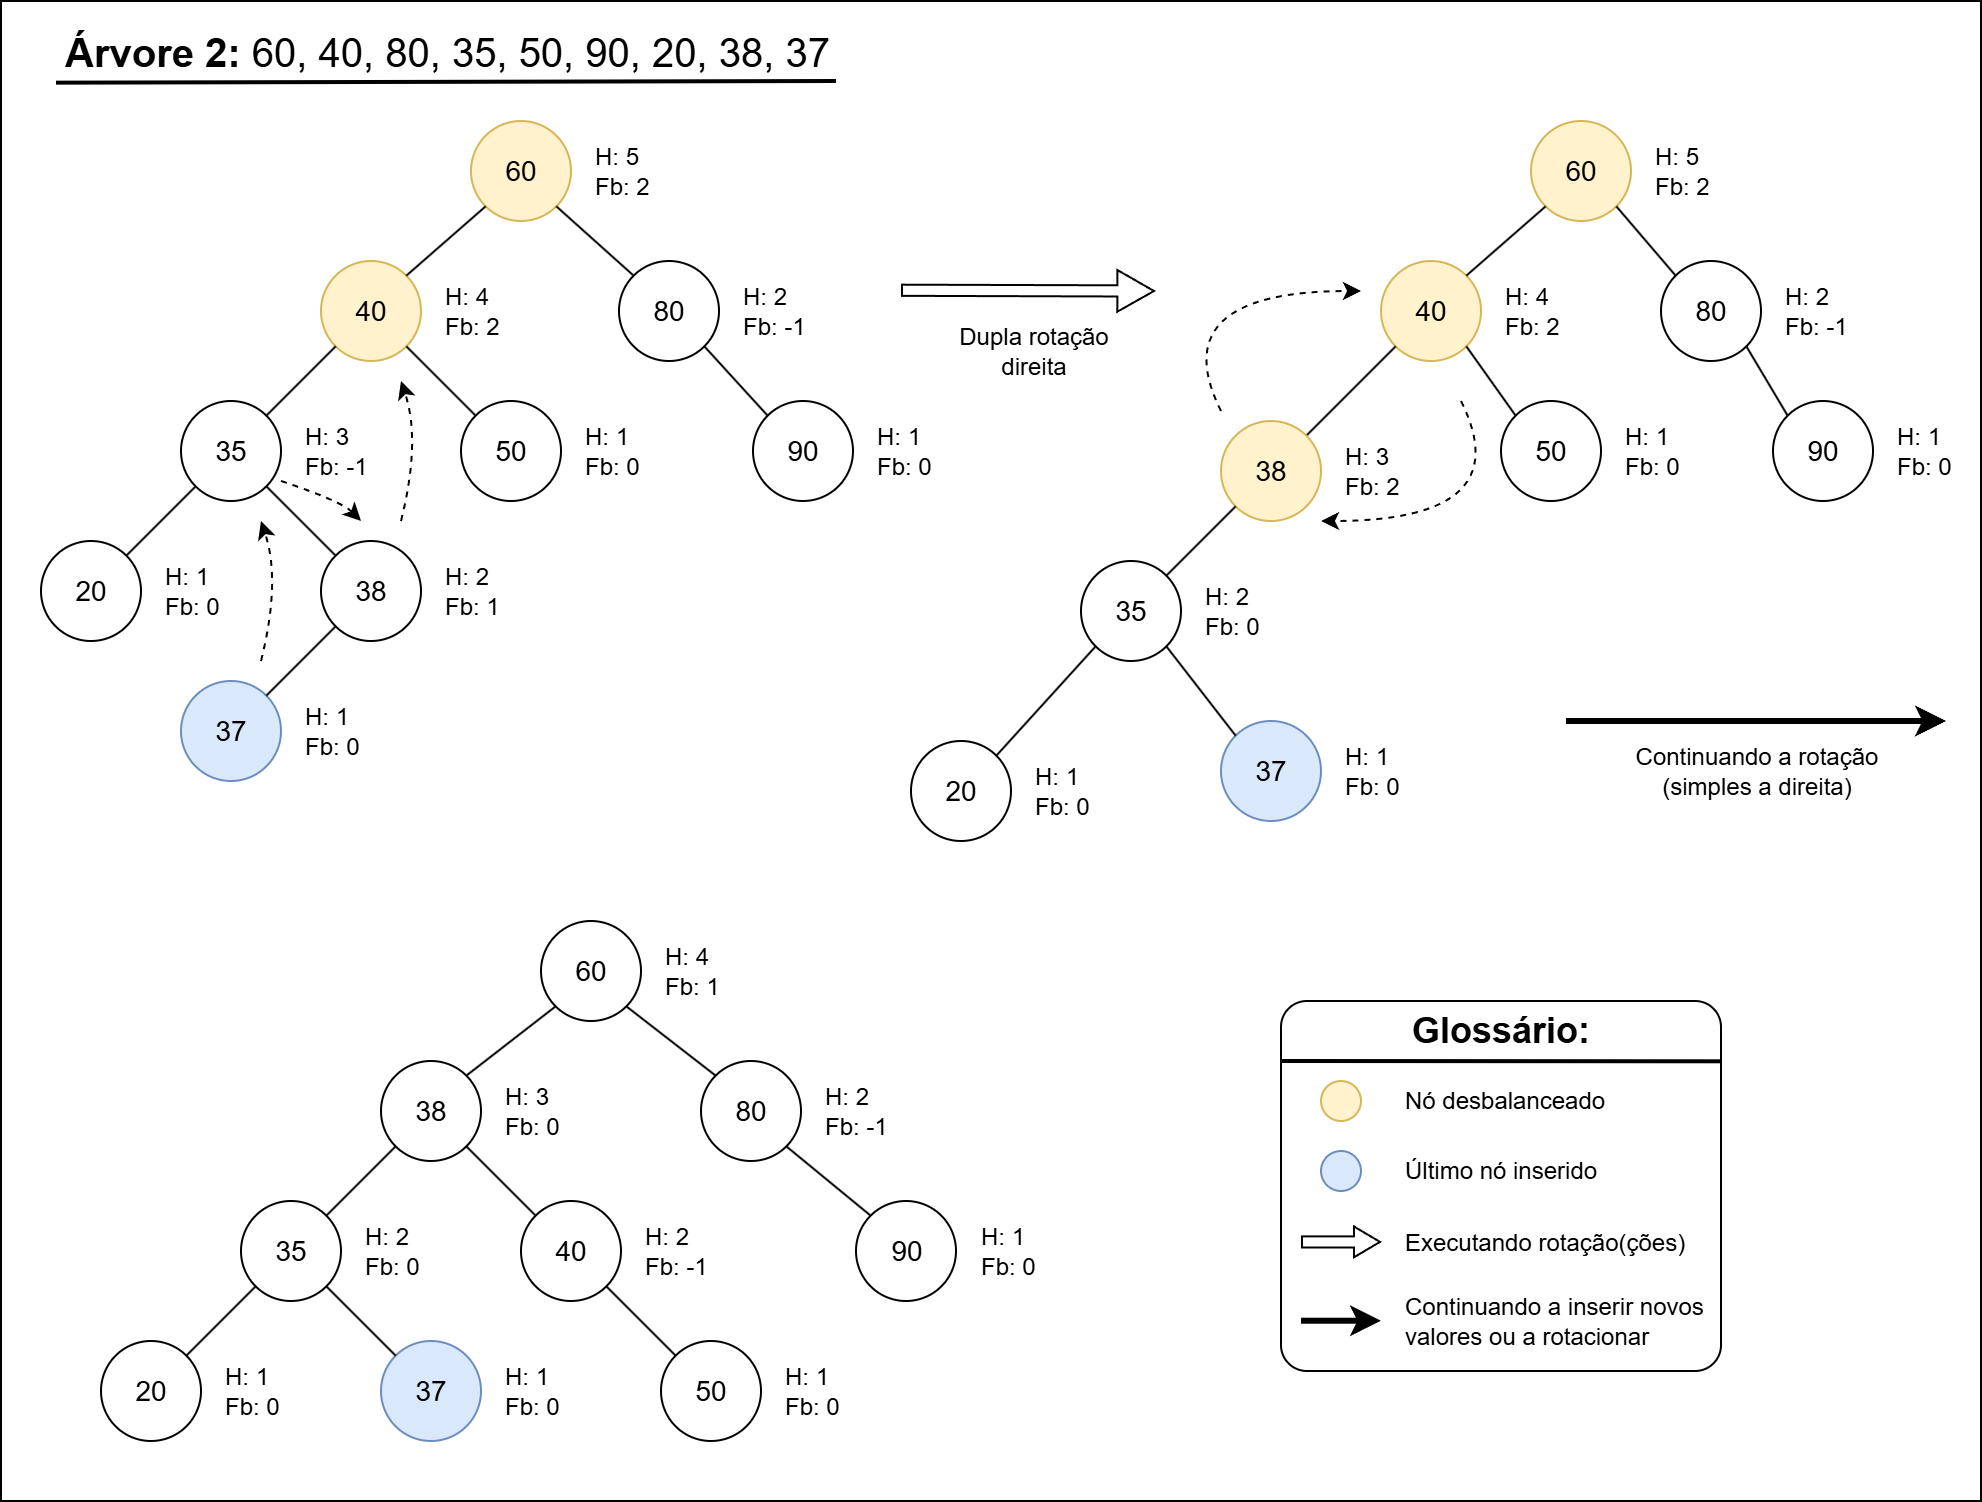 Árvore 2: 60, 40, 80, 35, 50, 90, 20, 38, 37
60
H: 5
Fb: 2
40
H: 4
Fb: 2
80
H: 2
Fb: -1
35
H: 3
Fb: -1
50
H: 1
Fb: 0
90
H: 1
Fb: 0
20
H: 1
Fb: 0
38
H: 2
Fb: 1
37
H: 1
Fb: 0
Dupla rotação
direita
60
H: 5
Fb: 2
40
H: 4
Fb: 2
80
H: 2
Fb: -1
38
H: 3
Fb: 2
50
H: 1
Fb: 0
90
H: 1
Fb: 0
35
H: 2
Fb: 0
20
H: 1
Fb: 0
37
H: 1
Fb: 0
Continuando a rotação
(simples a direita)
60
H: 4
Fb: 1
38
H: 3
Fb: 0
80
H: 2
Fb: -1
35
H: 2
Fb: 0
40
H: 2
Fb: -1
90
H: 1
Fb: 0
20
H: 1
Fb: 0
37
H: 1
Fb: 0
50
H: 1
Fb: 0
Glossário:
Nó desbalanceado
Último nó inserido
Executando rotação(ções)
Continuando a inserir novos
valores ou a rotacionar